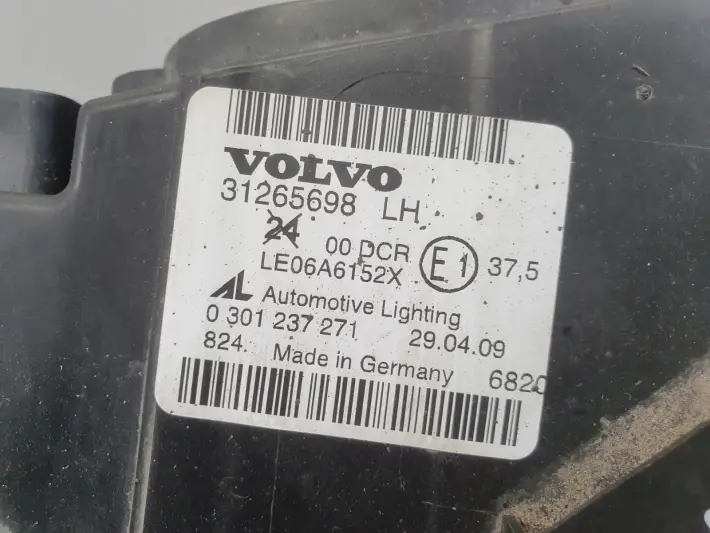 VOLVO
31265698 LH
24 00 DCR E1 37,5
LE06A6152X
AL Automotive Lighting
0 301 237 271 29.04.09
824. Made in Germany 6820